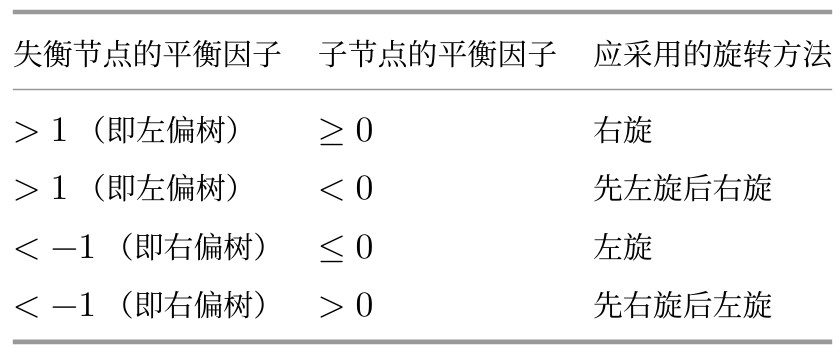 失衡节点的平衡因子 子节点的平衡因子 应采用的旋转方法
> 1 （即左偏树） ≥ 0 右旋
> 1 （即左偏树） < 0 先左旋后右旋
< −1 （即右偏树） ≤ 0 左旋
< −1 （即右偏树） > 0 先右旋后左旋